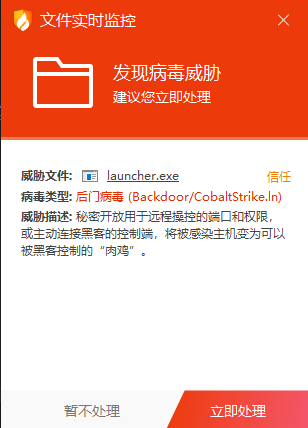 文件实时监控
发现病毒威胁
建议您立即处理
威胁文件: launcher.exe 信任
病毒类型: 后门病毒 (Backdoor/CobaltStrike.ln)
威胁描述: 秘密开放用于远程操控的端口和权限，
或主动连接黑客的控制端，将被感染主机变为可以
被黑客控制的“肉鸡”。
暂不处理 立即处理